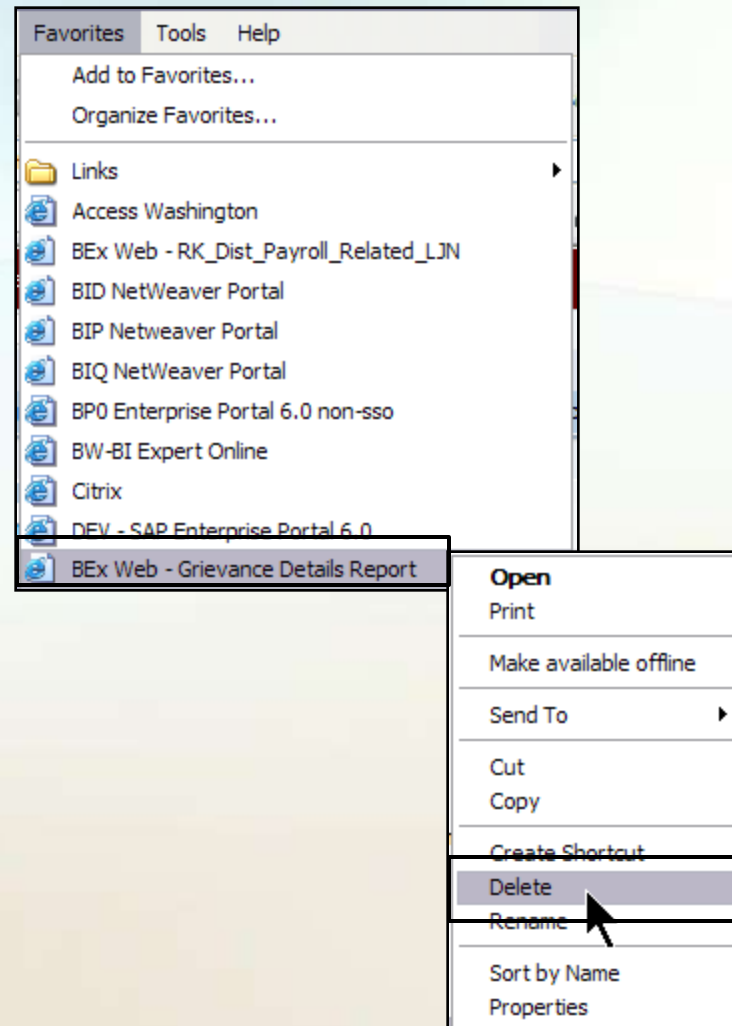 Favorites Tools Help
Add to Favorites...
Organize Favorites...
Links
Access Washington
BEx Web - RK_Dist_Payroll_Related_LJN
BID NetWeaver Portal
BIP Netweaver Portal
BIQ NetWeaver Portal
BP0 Enterprise Portal 6.0 non-sso
BW-BI Expert Online
Citrix
DEV - SAP Enterprise Portal 6.0
BEx Web - Grievance Details Report
Open
Print
Make available offline
Send To
Cut
Copy
Create Shortcut
Delete
Rename
Sort by Name
Properties